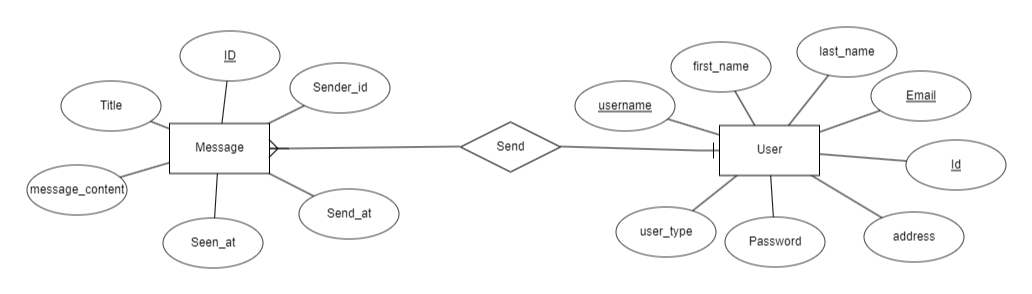 ID
Sender_id
Title
Message
message_content
Seen_at
Send_at
Send
username
first_name
last_name
Email
User
Id
user_type
Password
address